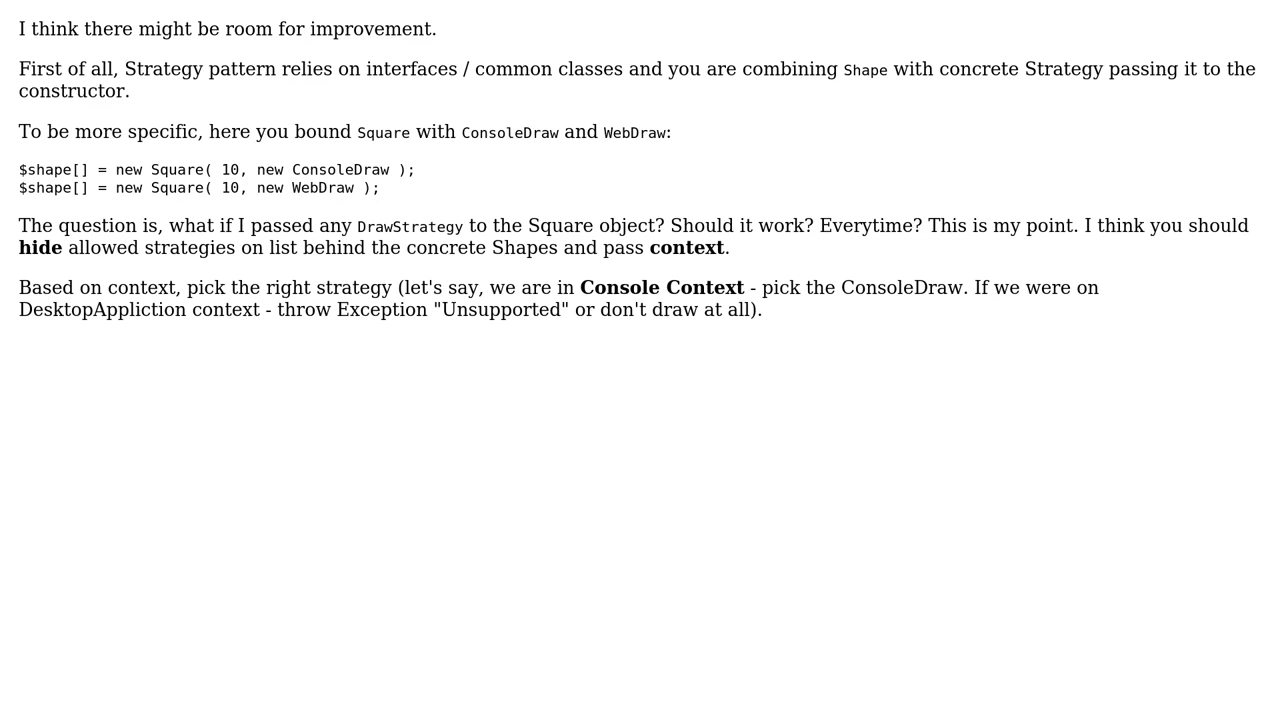 I think there might be room for improvement.
First of all, Strategy pattern relies on interfaces / common classes and you are combining Shape with concrete Strategy passing it to the
constructor.
To be more specific, here you bound Square with ConsoleDraw and WebDraw:
$shape[] = new Square( 10, new ConsoleDraw );
$shape[] = new Square( 10, new WebDraw );
The question is, what if I passed any DrawStrategy to the Square object? Should it work? Everytime? This is my point. I think you should
hide allowed strategies on list behind the concrete Shapes and pass context.
Based on context, pick the right strategy (let's say, we are in Console Context - pick the ConsoleDraw. If we were on
DesktopAppliction context - throw Exception "Unsupported" or don't draw at all).